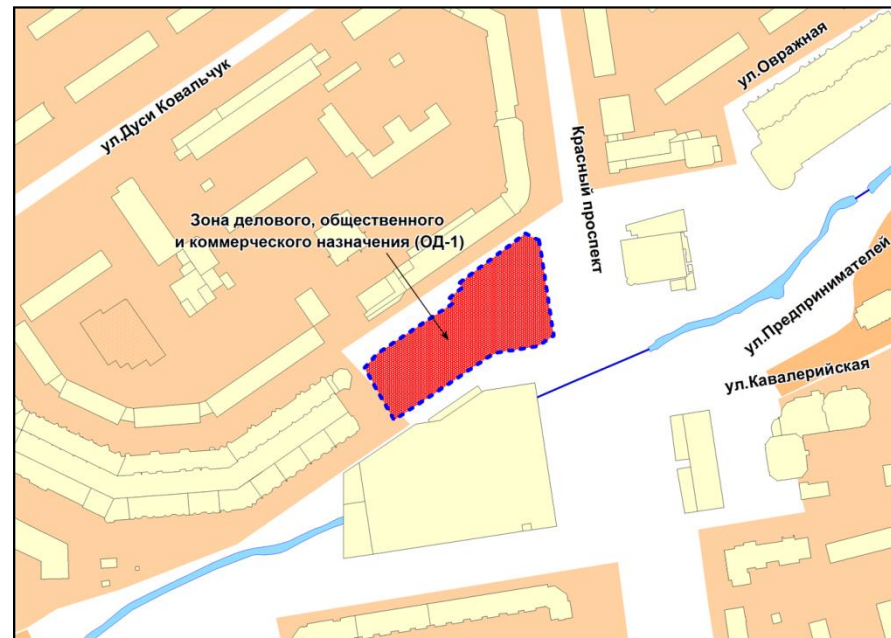 ул.Овражная
ул.Дуси Ковальчук
Красный проспект
Зона делового, общественного
и коммерческого назначения (ОД-1)
ул.Предпринимателей
ул.Кавалерийская